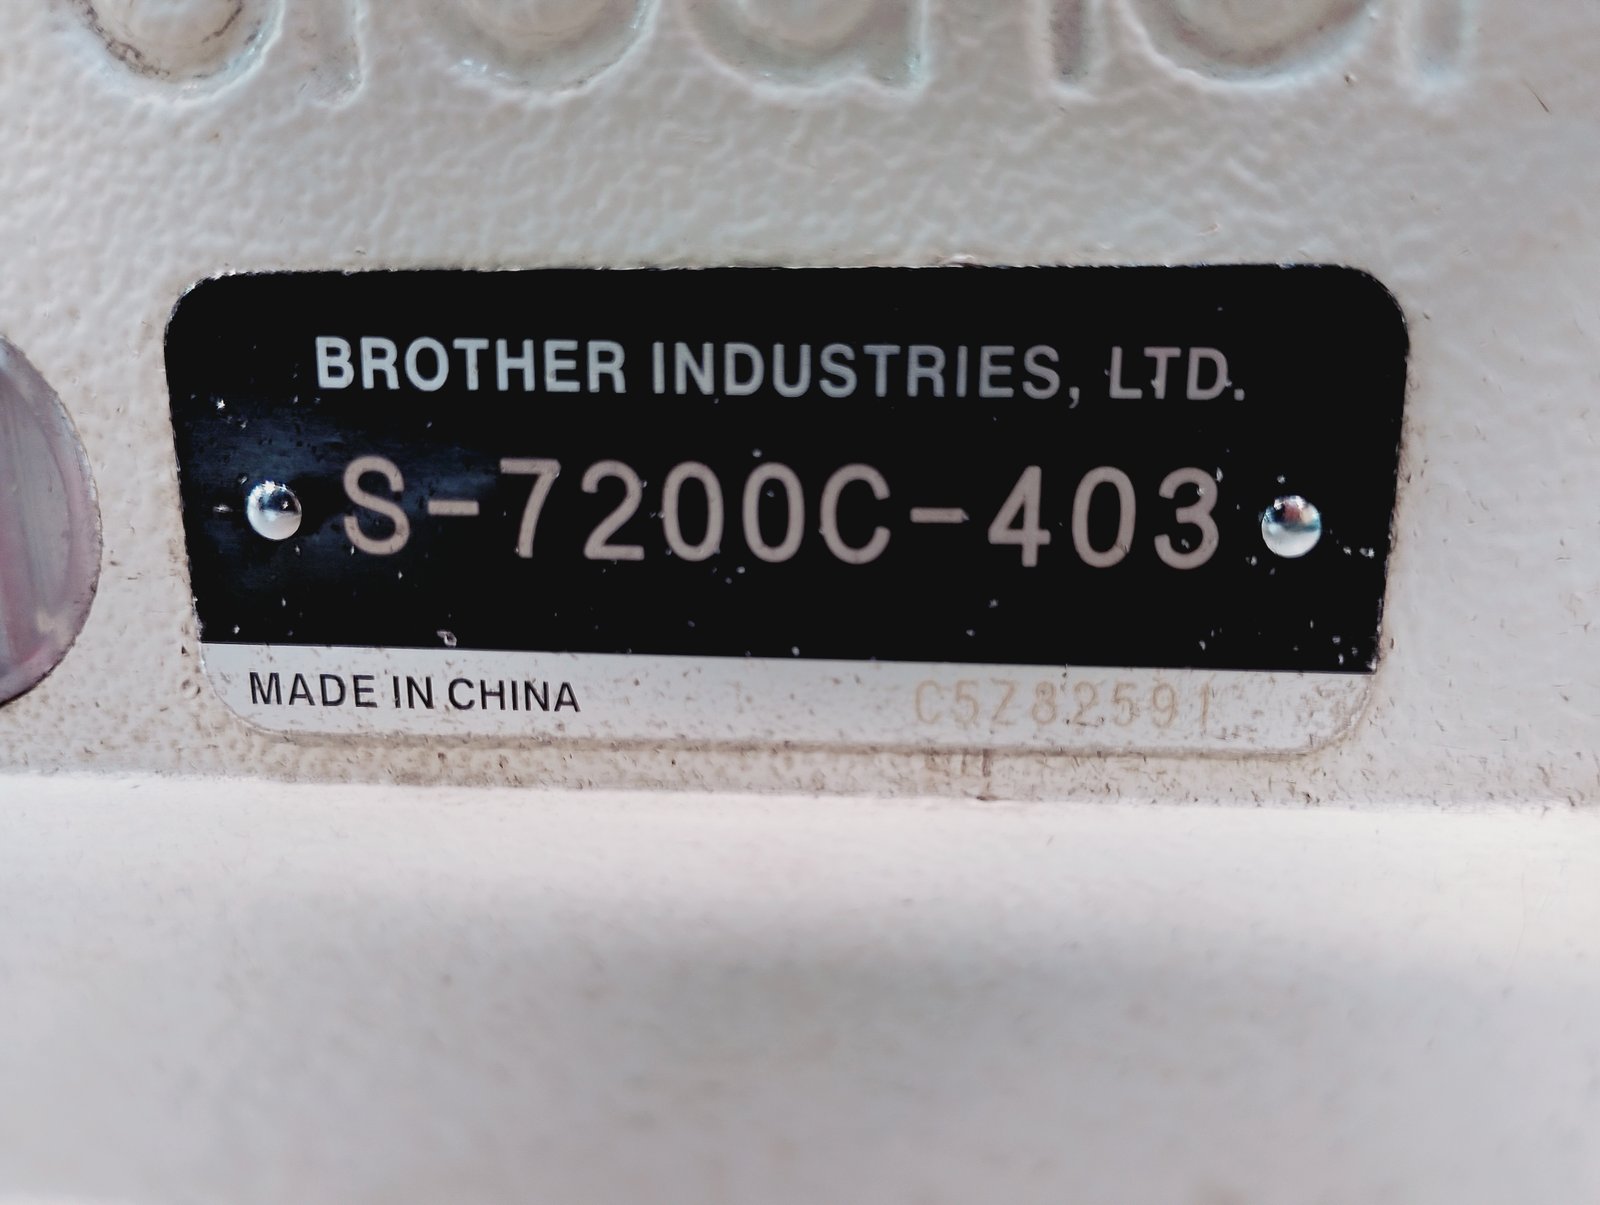 BROTHER INDUSTRIES, LTD.
S-7200C-403
MADE IN CHINA
C5Z82591